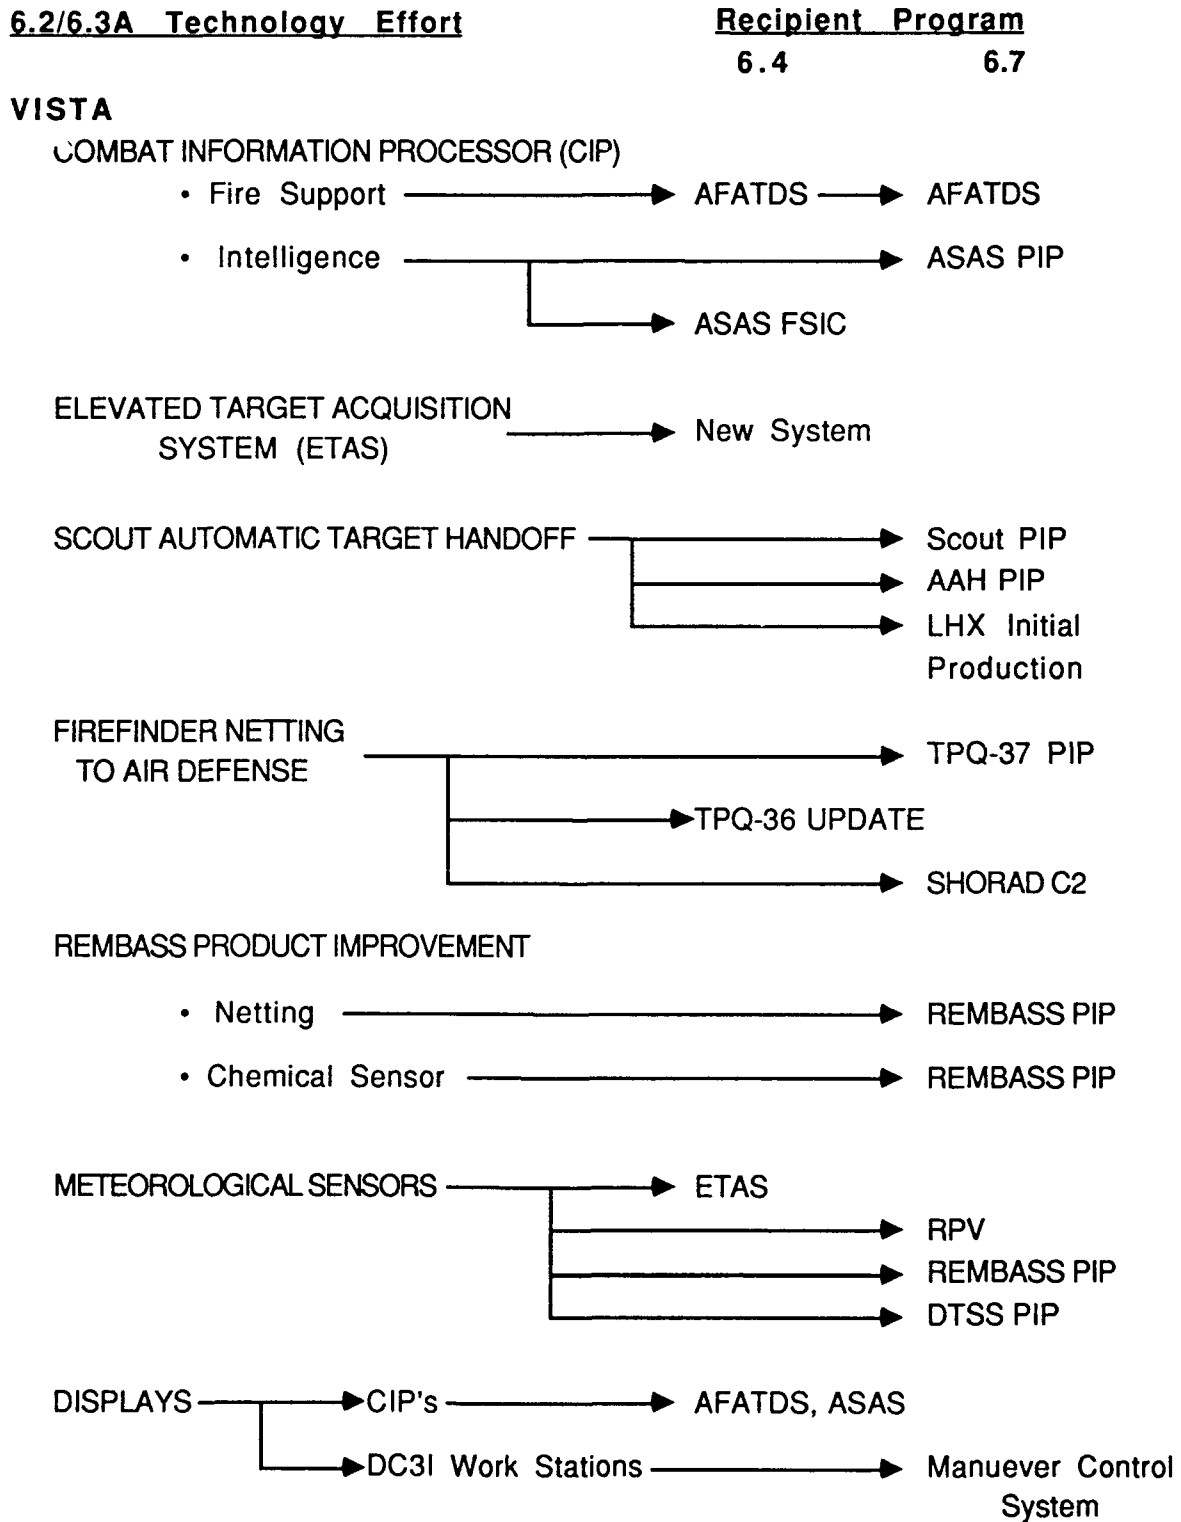 6.2/6.3A Technology Effort Recipient Program
6.4 6.7
VISTA
COMBAT INFORMATION PROCESSOR (CIP)
• Fire Support AFATDS AFATDS
• Intelligence ASAS PIP
ASAS FSIC
ELEVATED TARGET ACQUISITION
SYSTEM (ETAS) New System
SCOUT AUTOMATIC TARGET HANDOFF Scout PIP
AAH PIP
LHX Initial
Production
FIREFINDER NETTING
TO AIR DEFENSE TPQ-37 PIP
TPQ-36 UPDATE
SHORAD C2
REMBASS PRODUCT IMPROVEMENT
• Netting REMBASS PIP
• Chemical Sensor REMBASS PIP
METEOROLOGICAL SENSORS ETAS
RPV
REMBASS PIP
DTSS PIP
DISPLAYS CIP's AFATDS, ASAS
DC3I Work Stations Manuever Control
System